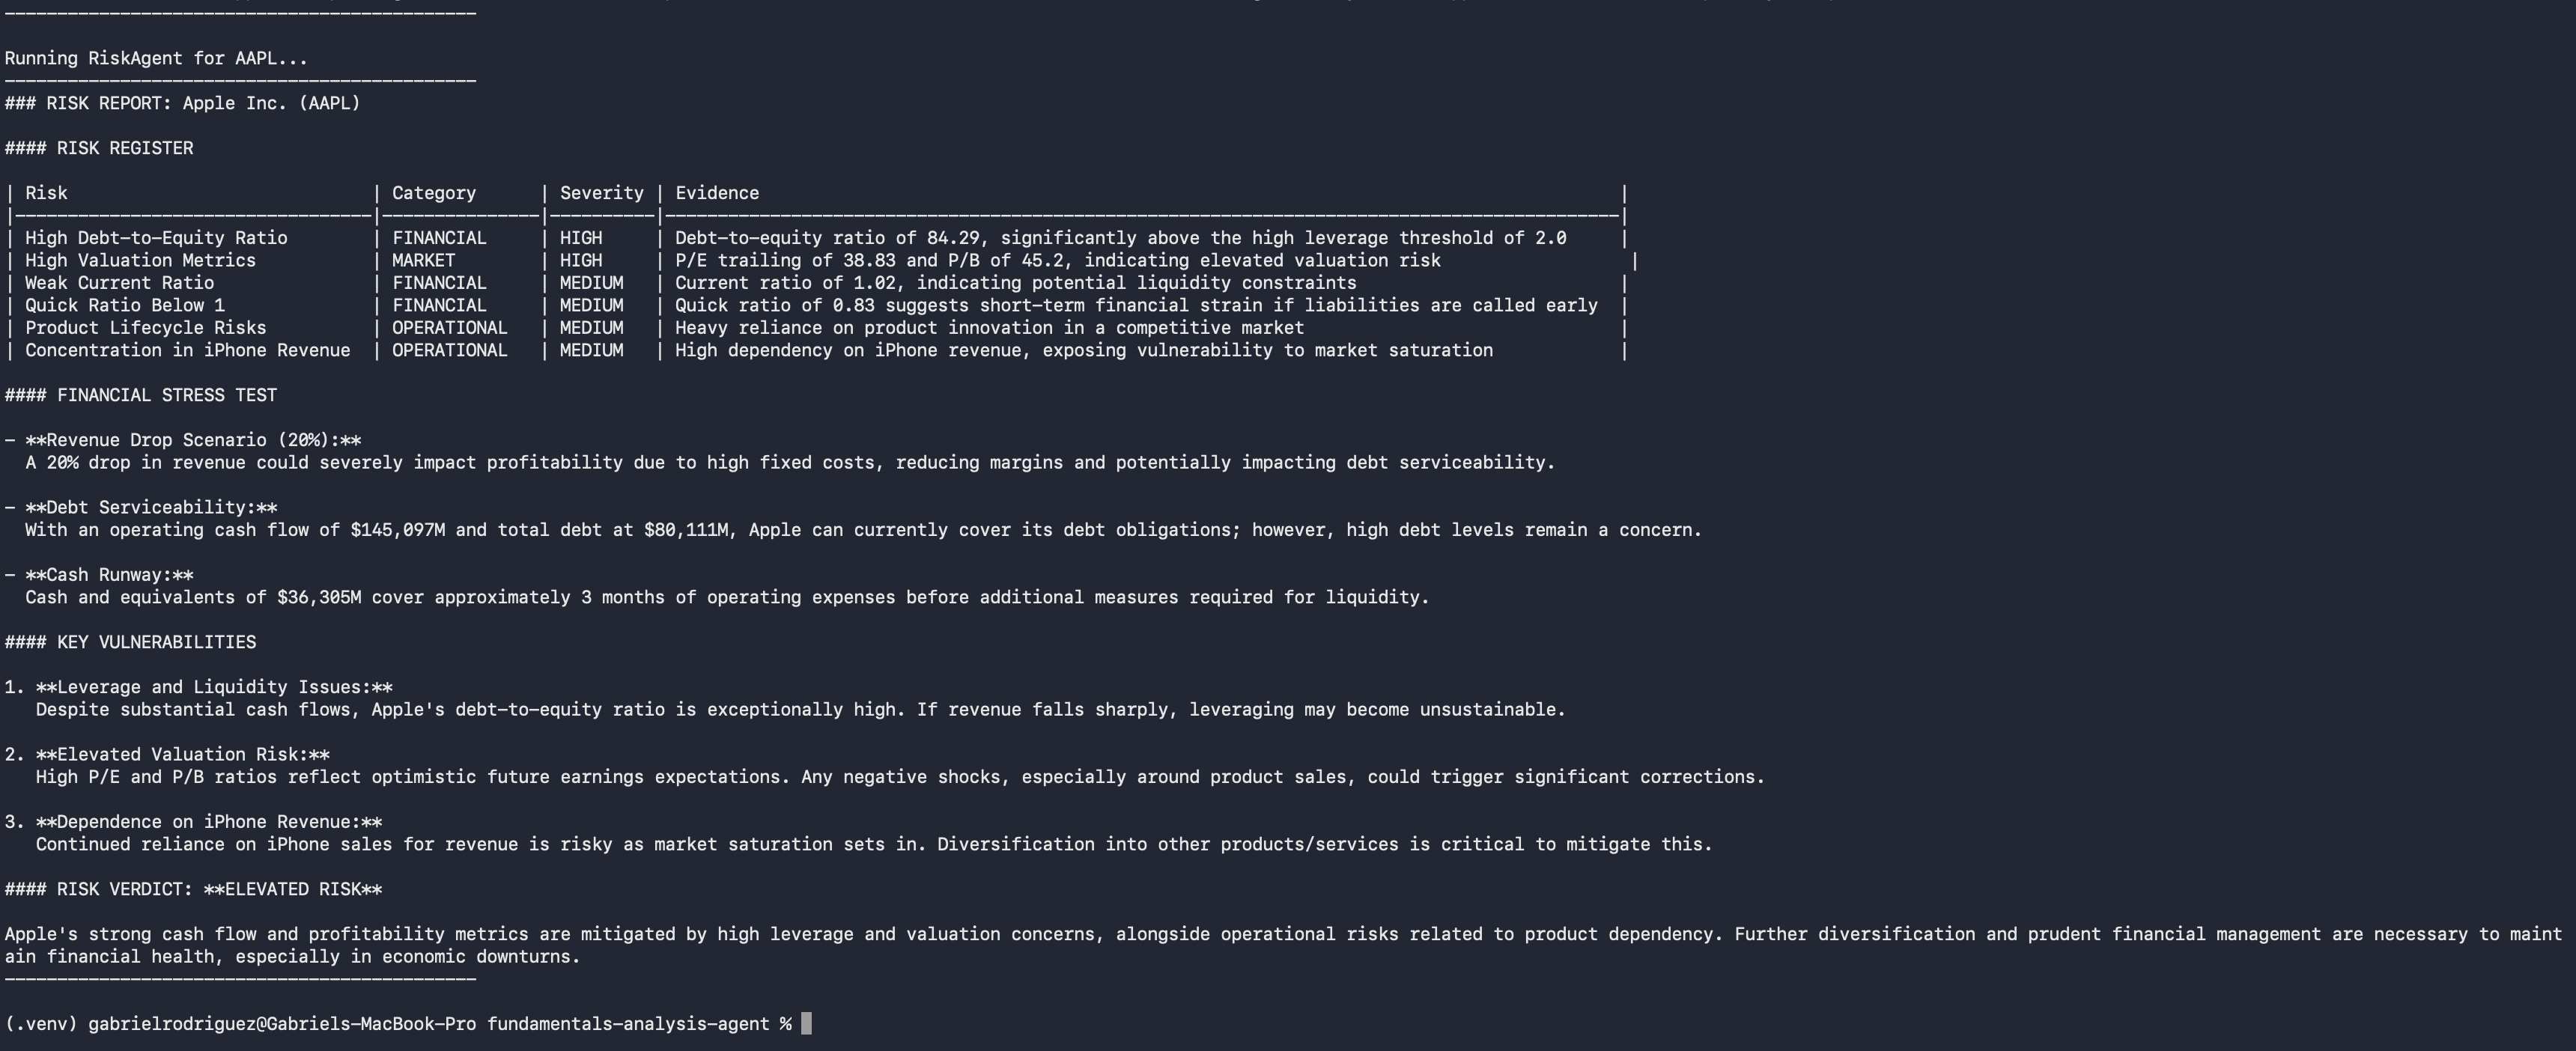 Running RiskAgent for AAPL...
### RISK REPORT: Apple Inc. (AAPL)
#### RISK REGISTER
| Risk | Category | Severity | Evidence |
| High Debt-to-Equity Ratio | FINANCIAL | HIGH | Debt-to-equity ratio of 84.29, significantly above the high leverage threshold of 2.0 |
| High Valuation Metrics | MARKET | HIGH | P/E trailing of 38.83 and P/B of 45.2, indicating elevated valuation risk |
| Weak Current Ratio | FINANCIAL | MEDIUM | Current ratio of 1.02, indicating potential liquidity constraints |
| Quick Ratio Below 1 | FINANCIAL | MEDIUM | Quick ratio of 0.83 suggests short-term financial strain if liabilities are called early |
| Product Lifecycle Risks | OPERATIONAL | MEDIUM | Heavy reliance on product innovation in a competitive market |
| Concentration in iPhone Revenue | OPERATIONAL | MEDIUM | High dependency on iPhone revenue, exposing vulnerability to market saturation |
#### FINANCIAL STRESS TEST
- **Revenue Drop Scenario (20%):**
A 20% drop in revenue could severely impact profitability due to high fixed costs, reducing margins and potentially impacting debt serviceability.
- **Debt Serviceability:**
With an operating cash flow of $145,097M and total debt at $80,111M, Apple can currently cover its debt obligations; however, high debt levels remain a concern.
- **Cash Runway:**
Cash and equivalents of $36,305M cover approximately 3 months of operating expenses before additional measures required for liquidity.
#### KEY VULNERABILITIES
1. **Leverage and Liquidity Issues:**
Despite substantial cash flows, Apple's debt-to-equity ratio is exceptionally high. If revenue falls sharply, leveraging may become unsustainable.
2. **Elevated Valuation Risk:**
High P/E and P/B ratios reflect optimistic future earnings expectations. Any negative shocks, especially around product sales, could trigger significant corrections.
3. **Dependence on iPhone Revenue:**
Continued reliance on iPhone sales for revenue is risky as market saturation sets in. Diversification into other products/services is critical to mitigate this.
#### RISK VERDICT: **ELEVATED RISK**
Apple's strong cash flow and profitability metrics are mitigated by high leverage and valuation concerns, alongside operational risks related to product dependency. Further diversification and prudent financial management are necessary to maint
ain financial health, especially in economic downturns.
(.venv) gabrielrodriguez@Gabriels-MacBook-Pro fundamentals-analysis-agent %